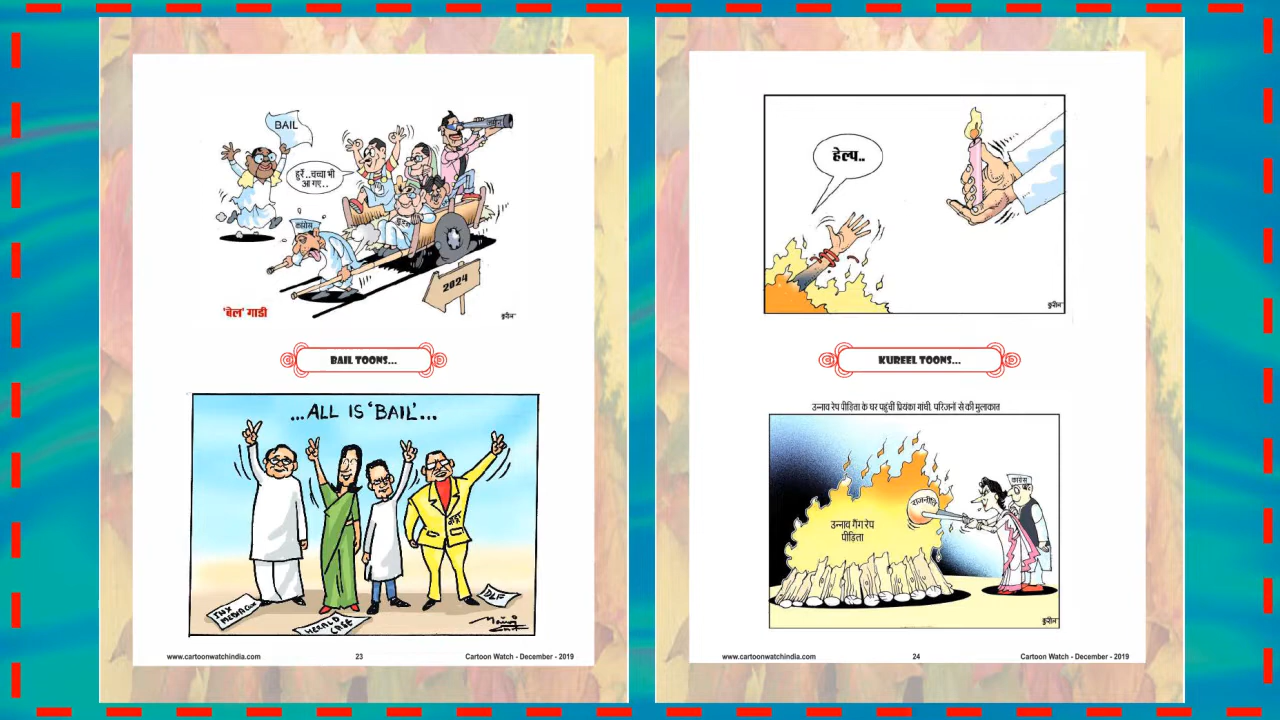 BAIL
हुर्रे..चच्चा भी
आ गए..
कांग्रेस
2024
'बेल' गाडी
कुरील
BAIL TOONS...
...ALL IS 'BAIL'...
INX
MEDIA CASE
HERALD
CASE
DLF
www.cartoonwatchindia.com
23
Cartoon Watch - December - 2019
हेल्प..
कुरील
KUREEL TOONS...
उन्नाव रेप पीडिता के घर पहुंची प्रियंका गांधी, परिजनों से की मुलाकात
कांग्रेस
राजनीति
उन्नाव गैंग रेप
पीडिता
कुरील
www.cartoonwatchindia.com
24
Cartoon Watch - December - 2019